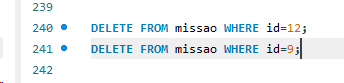 239
240 DELETE FROM missao WHERE id=12;
241 DELETE FROM missao WHERE id=9;
242